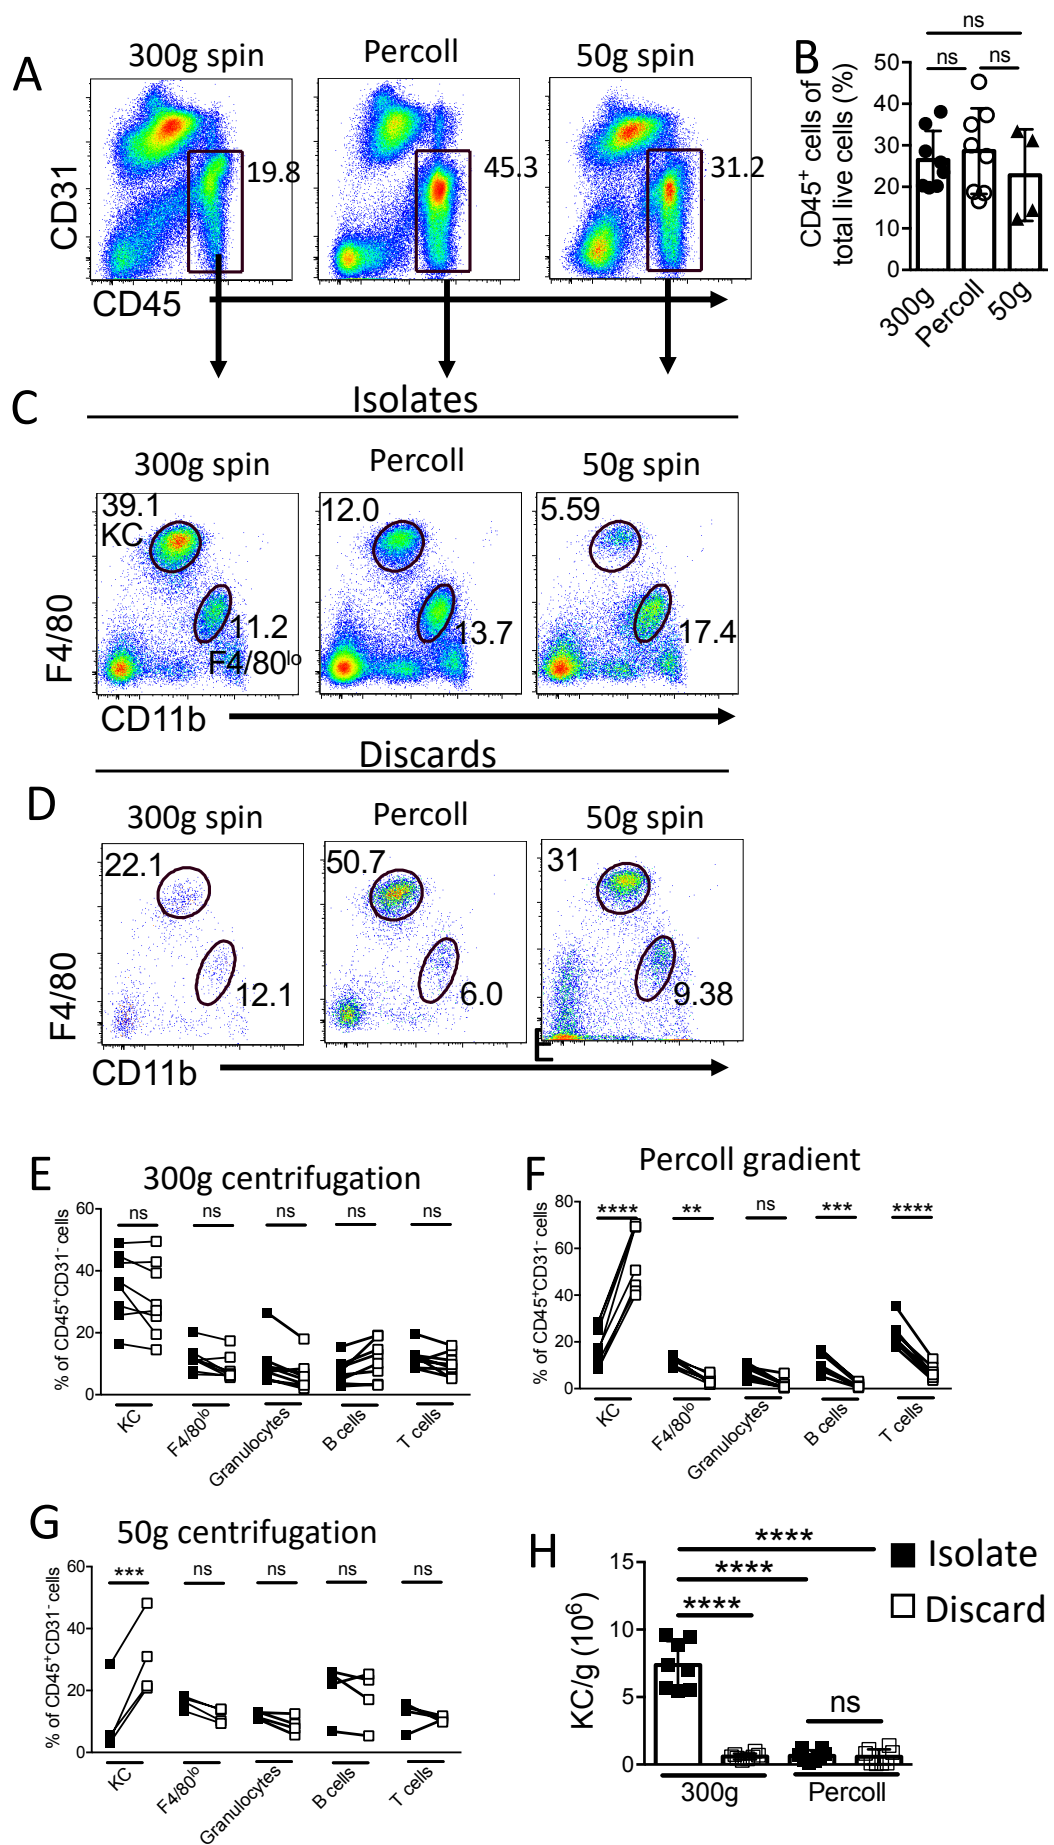 A
300g spin
Percoll
50g spin
CD31
19.8
45.3
31.2
CD45
B
ns
ns
ns
CD45+ cells of
total live cells (%)
50
40
30
20
10
0
300g
Percoll
50g
C
Isolates
300g spin
Percoll
50g spin
F4/80
39.1
KC
11.2
F4/80lo
12.0
13.7
5.59
17.4
CD11b
Discards
D
300g spin
Percoll
50g spin
F4/80
22.1
12.1
50.7
6.0
31
9.38
E
CD11b
E
300g centrifugation
% of CD45+CD31- cells
60
40
20
0
ns
ns
ns
ns
ns
KC
F4/80lo
Granulocytes
B cells
T cells
F
Percoll gradient
% of CD45+CD31- cells
80
60
40
20
0
****
**
ns
***
****
KC
F4/80lo
Granulocytes
B cells
T cells
G
50g centrifugation
% of CD45+CD31- cells
60
40
20
0
***
ns
ns
ns
ns
KC
F4/80lo
Granulocytes
B cells
T cells
H
KC/g (10^6)
15
10
5
0
****
****
****
ns
300g
Percoll
Isolate
Discard